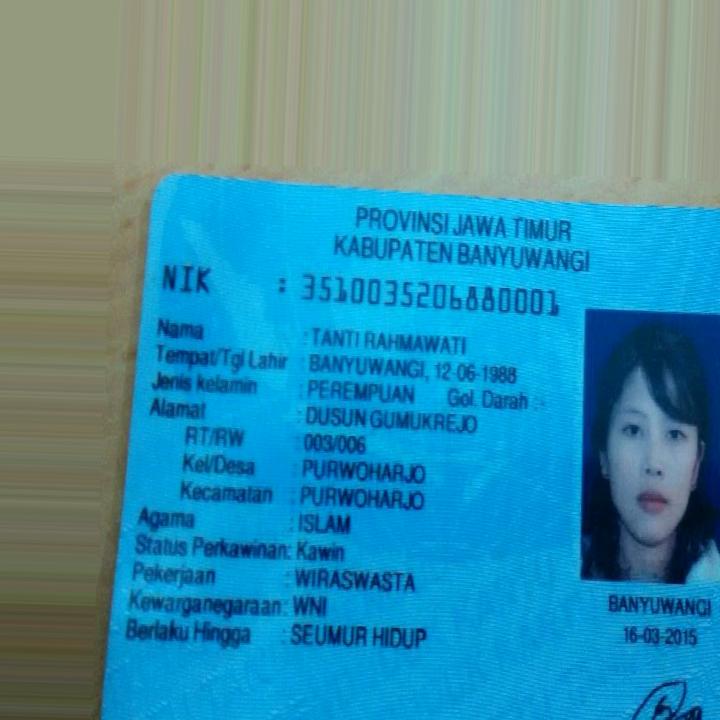 PROVINSI JAWA TIMUR
KABUPATEN BANYUWANGI
NIK : 3510035206880001
Nama : TANTI RAHMAWATI
Tempat/Tgl Lahir : BANYUWANGI, 12-06-1988
Jenis kelamin : PEREMPUAN Gol. Darah :-
Alamat : DUSUN GUMUKREJO
RT/RW : 003/006
Kel/Desa : PURWOHARJO
Kecamatan : PURWOHARJO
Agama : ISLAM
Status Perkawinan: Kawin
Pekerjaan : WIRASWASTA
Kewarganegaraan: WNI
Berlaku Hingga : SEUMUR HIDUP
BANYUWANGI
16-03-2015